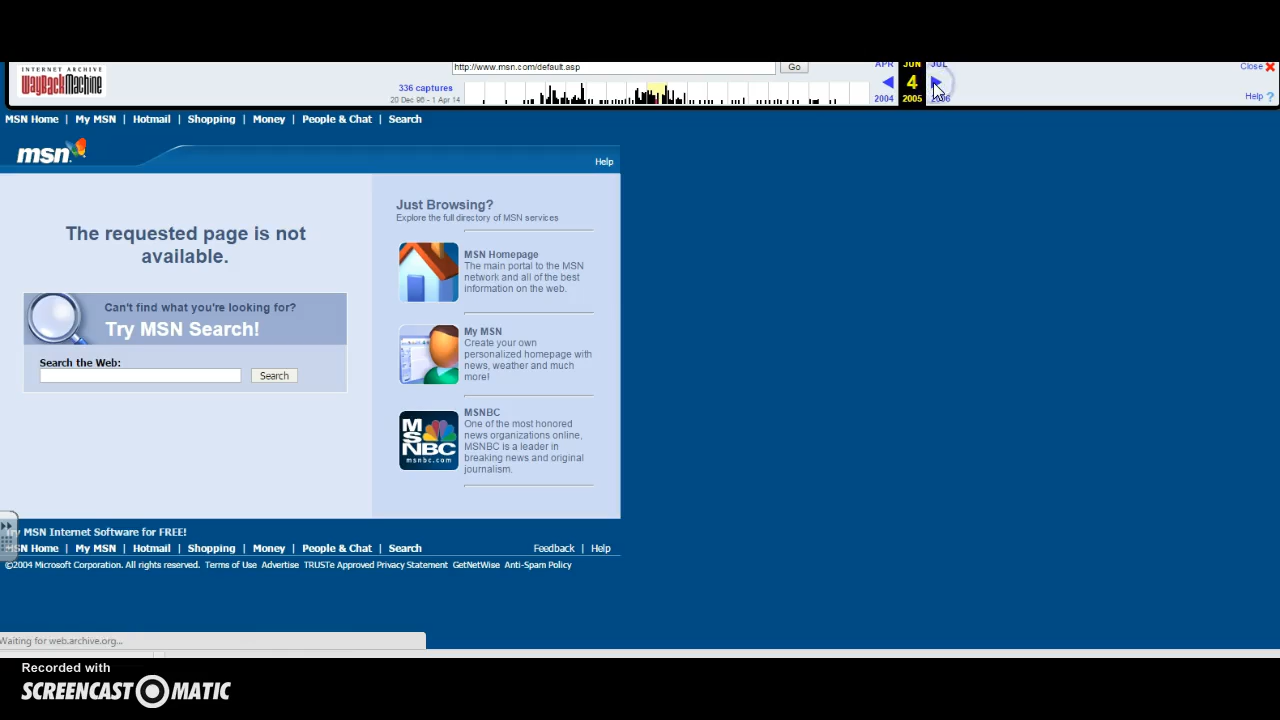 http://www.msn.com/default.asp
Go
APR JUN JUL
Close
INTERNET ARCHIVE
WayBackMachine
336 captures
20 Dec 96 - 1 Apr 14
4
2004 2005 2006
Help ?
MSN Home | My MSN | Hotmail | Shopping | Money | People & Chat | Search
msn
Help
The requested page is not
available.
Can't find what you're looking for?
Try MSN Search!
Search the Web:
Search
Just Browsing?
Explore the full directory of MSN services
MSN Homepage
The main portal to the MSN
network and all of the best
information on the web.
My MSN
Create your own
personalized homepage with
news, weather and much
more!
MSNBC
msnbc.com
MSNBC
One of the most honored
news organizations online,
MSNBC is a leader in
breaking news and original
journalism.
Try MSN Internet Software for FREE!
MSN Home | My MSN | Hotmail | Shopping | Money | People & Chat | Search
Feedback | Help
©2004 Microsoft Corporation. All rights reserved. Terms of Use Advertise TRUSTe Approved Privacy Statement GetNetWise Anti-Spam Policy
Waiting for web.archive.org...
Recorded with
SCREENCAST-O-MATIC